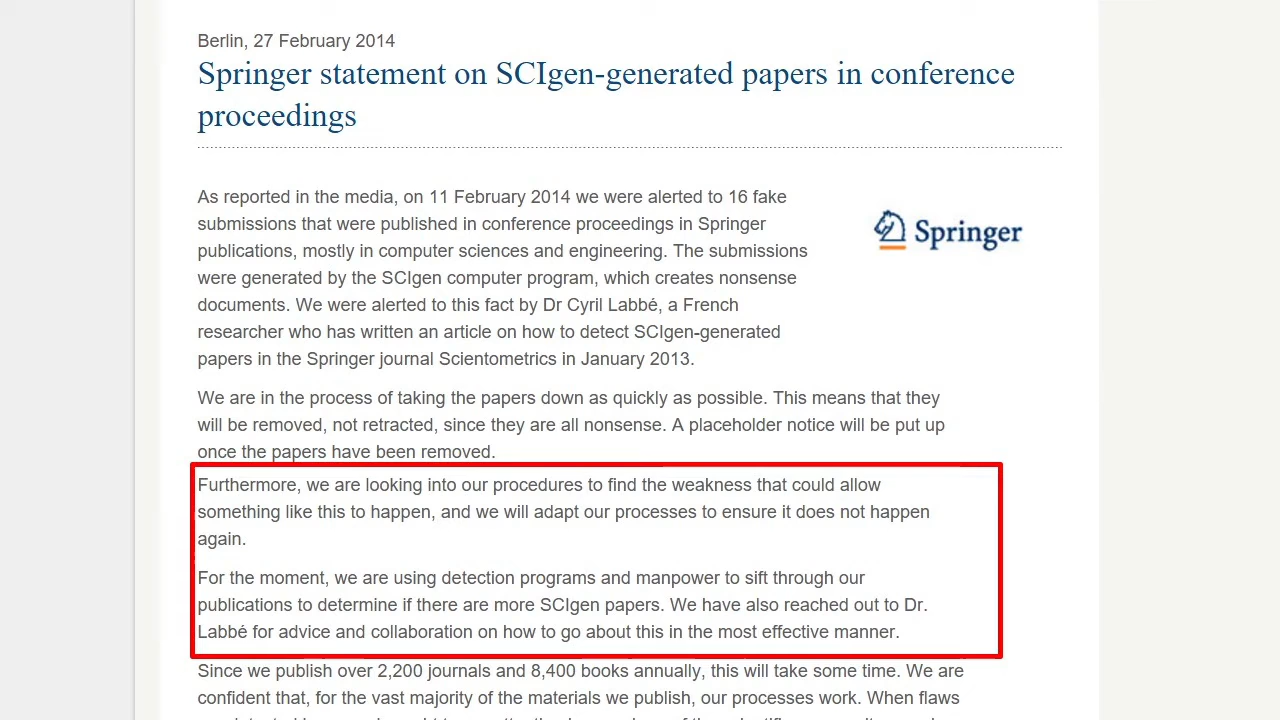 Berlin, 27 February 2014
Springer statement on SCIgen-generated papers in conference
proceedings
As reported in the media, on 11 February 2014 we were alerted to 16 fake
submissions that were published in conference proceedings in Springer
publications, mostly in computer sciences and engineering. The submissions
were generated by the SCIgen computer program, which creates nonsense
documents. We were alerted to this fact by Dr Cyril Labbé, a French
researcher who has written an article on how to detect SCIgen-generated
papers in the Springer journal Scientometrics in January 2013.
Springer
We are in the process of taking the papers down as quickly as possible. This means that they
will be removed, not retracted, since they are all nonsense. A placeholder notice will be put up
once the papers have been removed.
Furthermore, we are looking into our procedures to find the weakness that could allow
something like this to happen, and we will adapt our processes to ensure it does not happen
again.
For the moment, we are using detection programs and manpower to sift through our
publications to determine if there are more SCIgen papers. We have also reached out to Dr.
Labbé for advice and collaboration on how to go about this in the most effective manner.
Since we publish over 2,200 journals and 8,400 books annually, this will take some time. We are
confident that, for the vast majority of the materials we publish, our processes work. When flaws